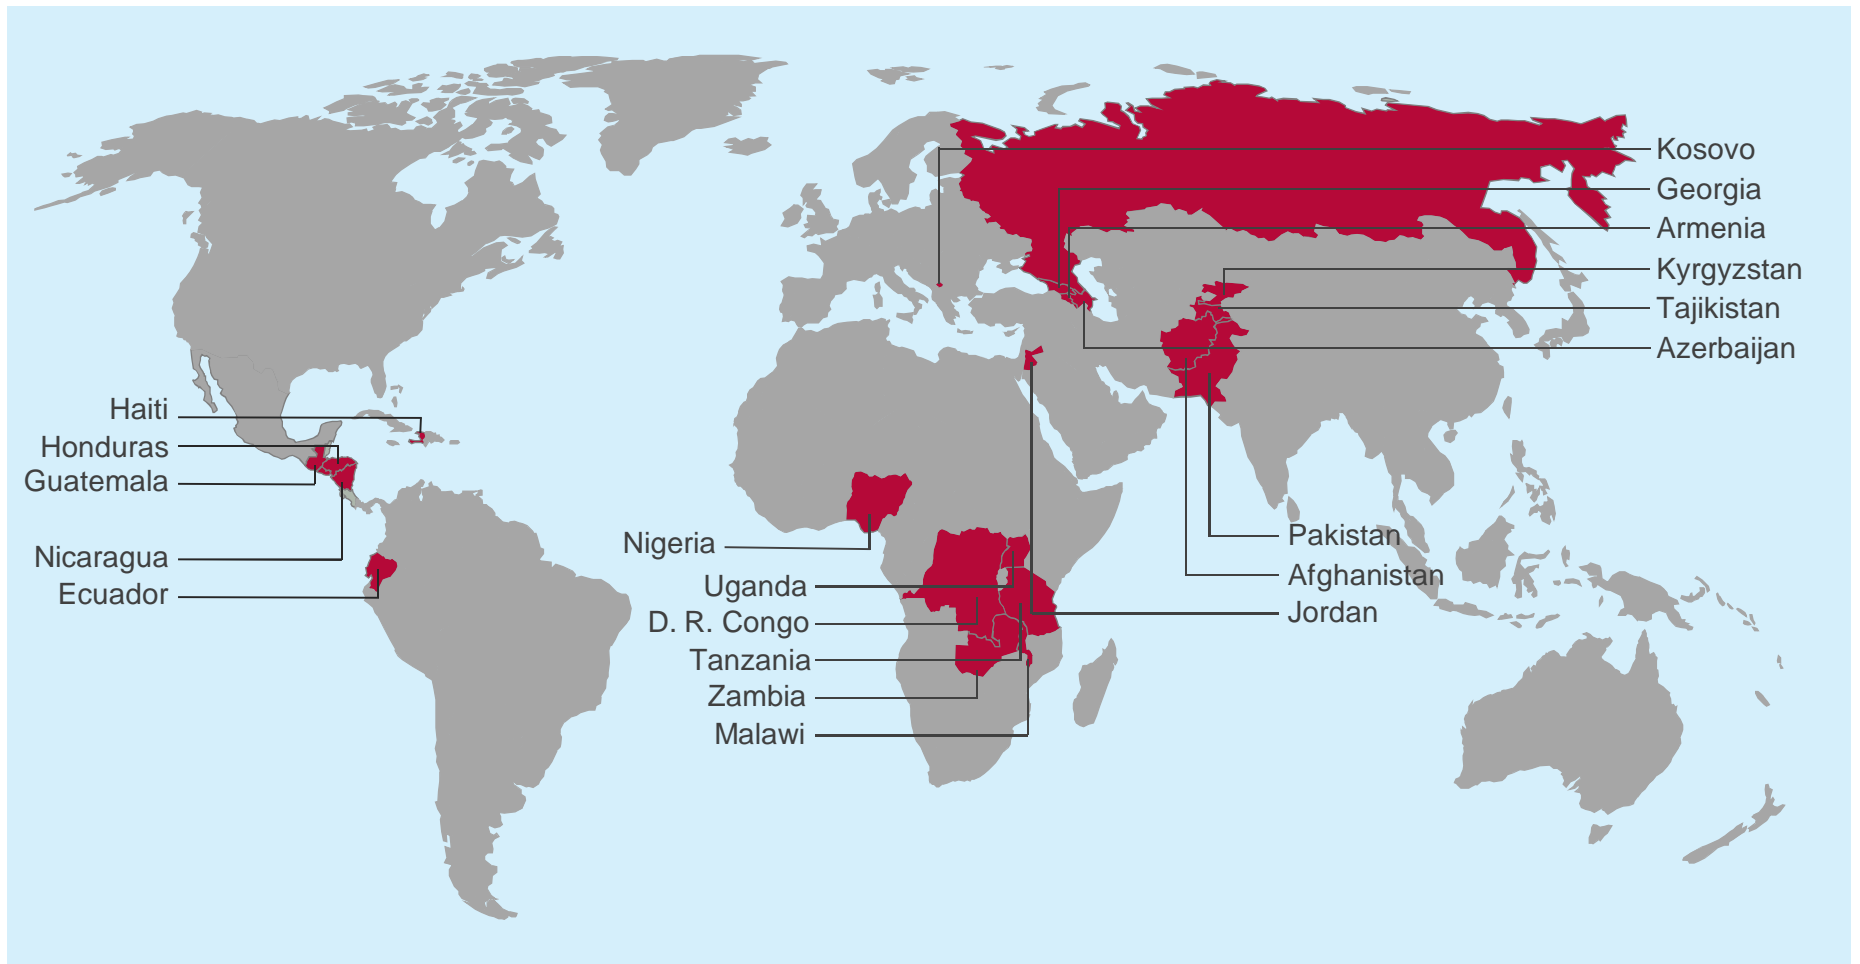 Kosovo
Georgia
Armenia
Kyrgyzstan
Tajikistan
Azerbaijan
Haiti
Honduras
Guatemala
Nicaragua
Ecuador
Nigeria
Uganda
D. R. Congo
Tanzania
Zambia
Malawi
Pakistan
Afghanistan
Jordan